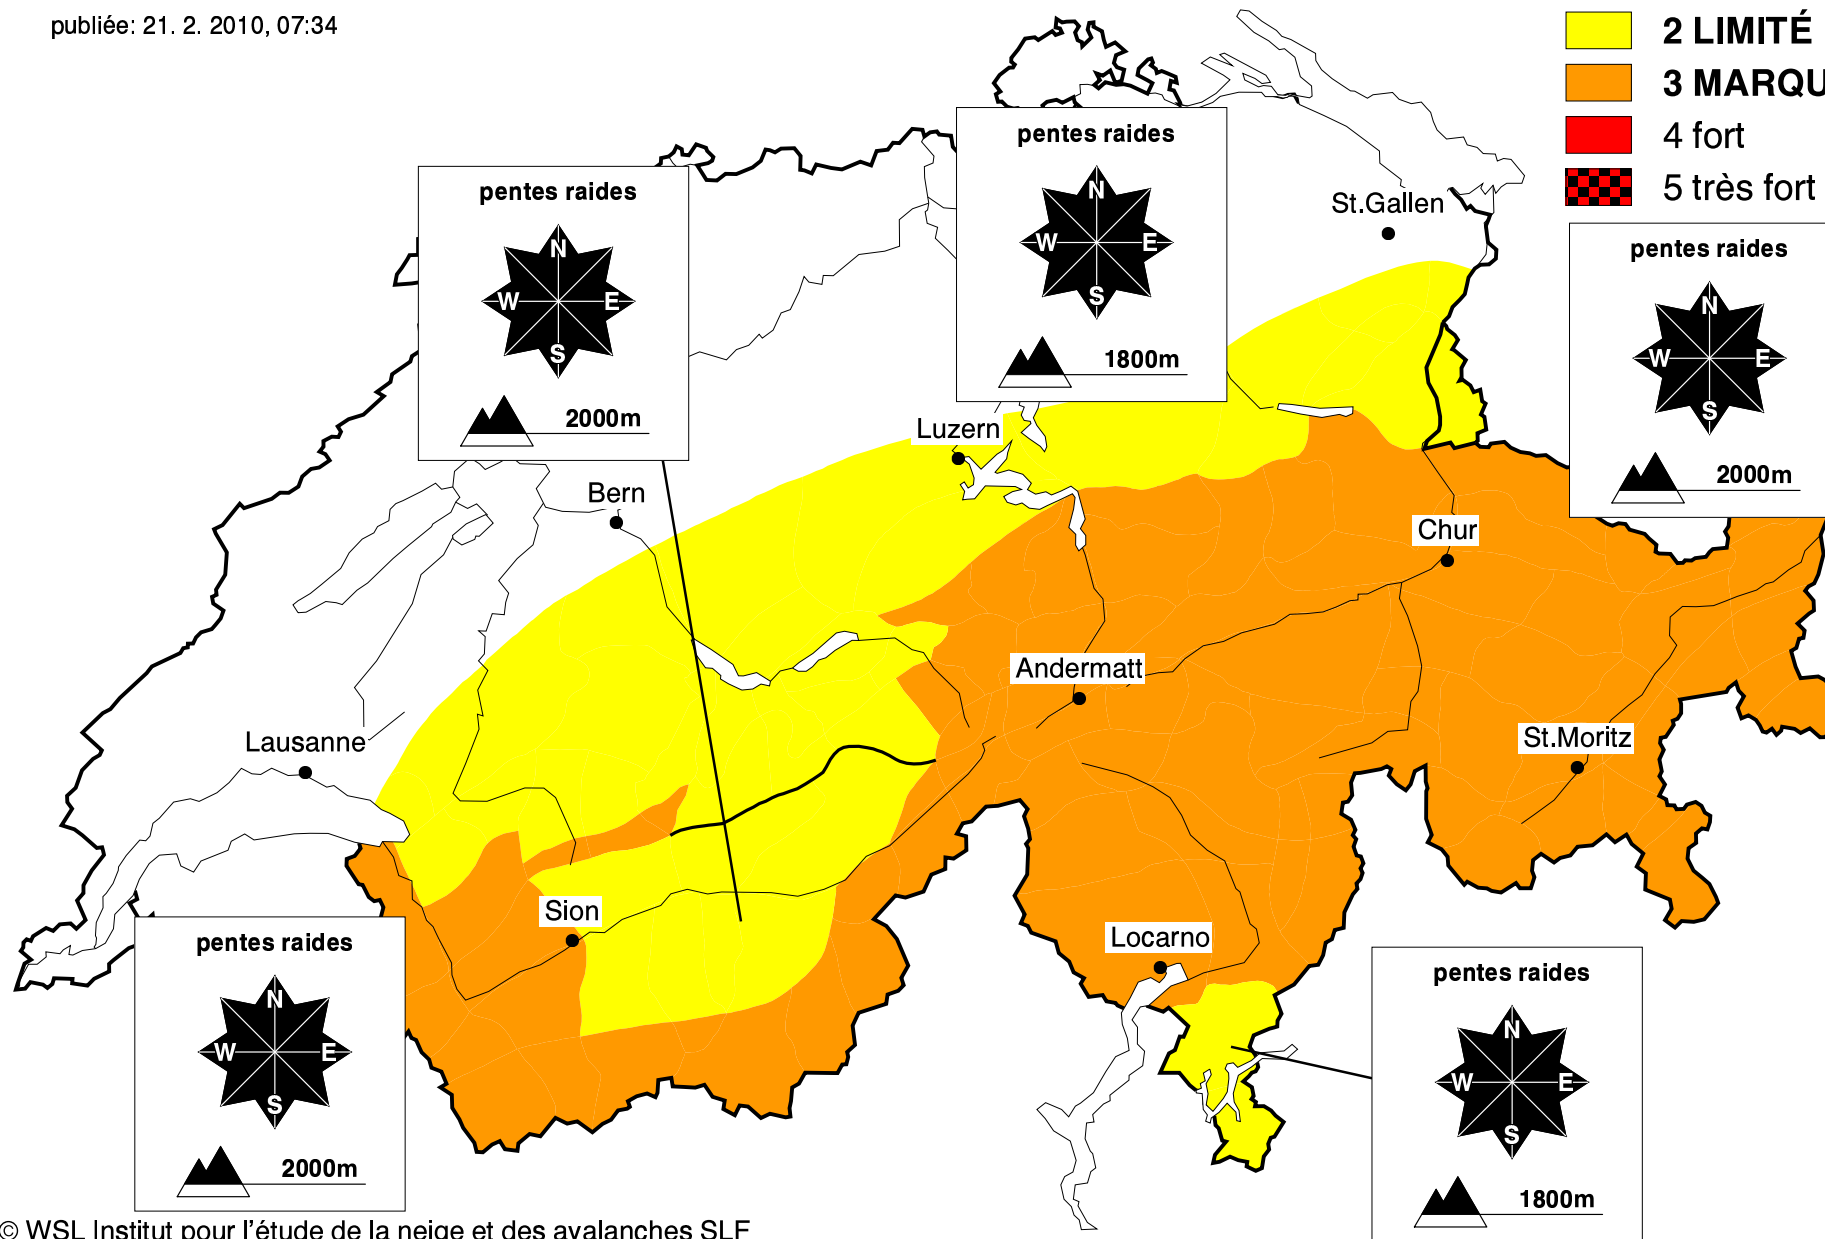 publiée: 21. 2. 2010, 07:34
2 LIMITÉ
3 MARQU
4 fort
5 très fort
pentes raides
N
W E
S
1800m
pentes raides
N
W E
S
2000m
St.Gallen
pentes raides
N
W E
S
2000m
Luzern
Bern
Chur
Andermatt
Lausanne
St.Moritz
Sion
Locarno
pentes raides
N
W E
S
2000m
pentes raides
N
W E
S
1800m
© WSL Institut pour l'étude de la neige et des avalanches SLF